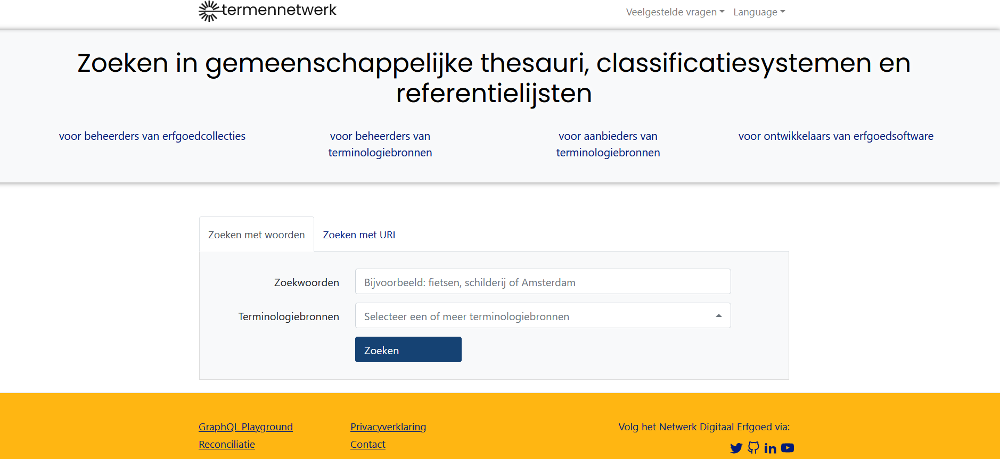 termennetwerk
Veelgestelde vragen
Language
Zoeken in gemeenschappelijke thesauri, classificatiesystemen en
referentielijsten
voor beheerders van erfgoedcollecties
voor beheerders van
terminologiebronnen
voor aanbieders van
terminologiebronnen
voor ontwikkelaars van erfgoedsoftware
Zoeken met woorden
Zoeken met URI
Zoekwoorden
Bijvoorbeeld: fietsen, schilderij of Amsterdam
Terminologiebronnen
Selecteer een of meer terminologiebronnen
Zoeken
GraphQL Playground
Reconciliatie
Privacyverklaring
Contact
Volg het Netwerk Digitaal Erfgoed via: